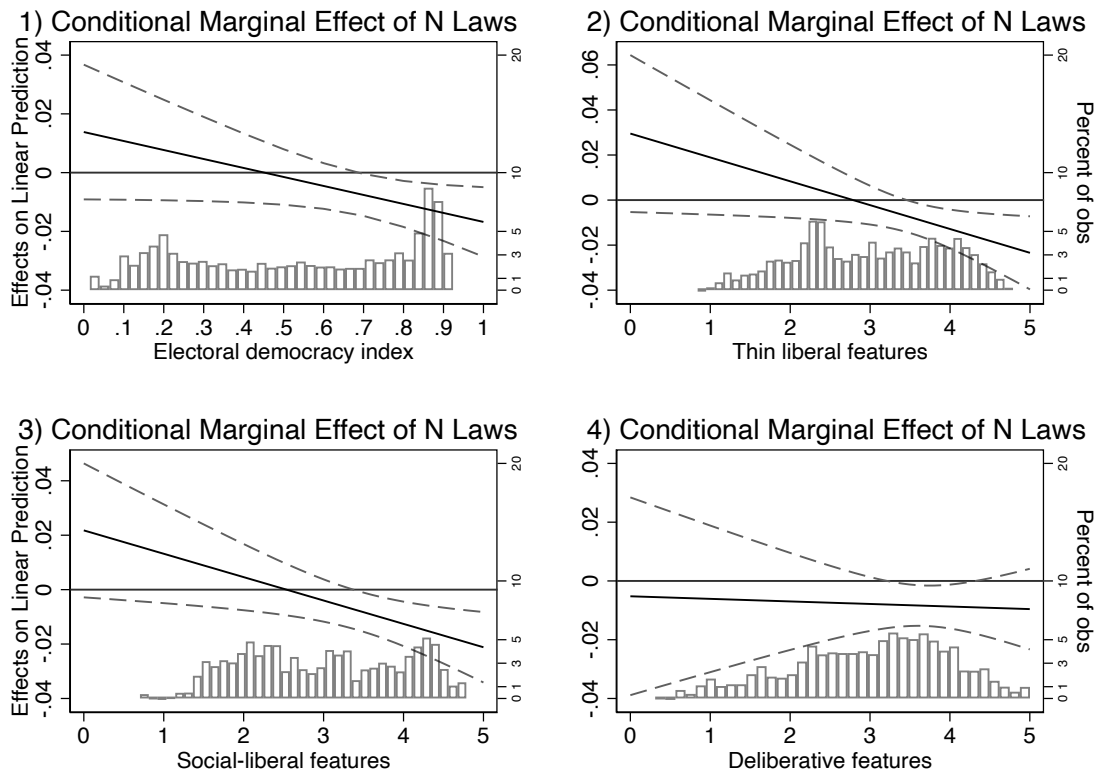 1) Conditional Marginal Effect of N Laws
Effects on Linear Prediction
.04
.02
0
-.02
-.04
20
10
5
3
1
0
0 .1 .2 .3 .4 .5 .6 .7 .8 .9 1
Electoral democracy index
2) Conditional Marginal Effect of N Laws
.06
.04
.02
0
-.02
-.04
20
10
5
3
1
0
Percent of obs
0 1 2 3 4 5
Thin liberal features
3) Conditional Marginal Effect of N Laws
Effects on Linear Prediction
.04
.02
0
-.02
-.04
20
10
5
3
1
0
0 1 2 3 4 5
Social-liberal features
4) Conditional Marginal Effect of N Laws
.04
.02
0
-.02
-.04
20
10
5
3
1
0
Percent of obs
0 1 2 3 4 5
Deliberative features